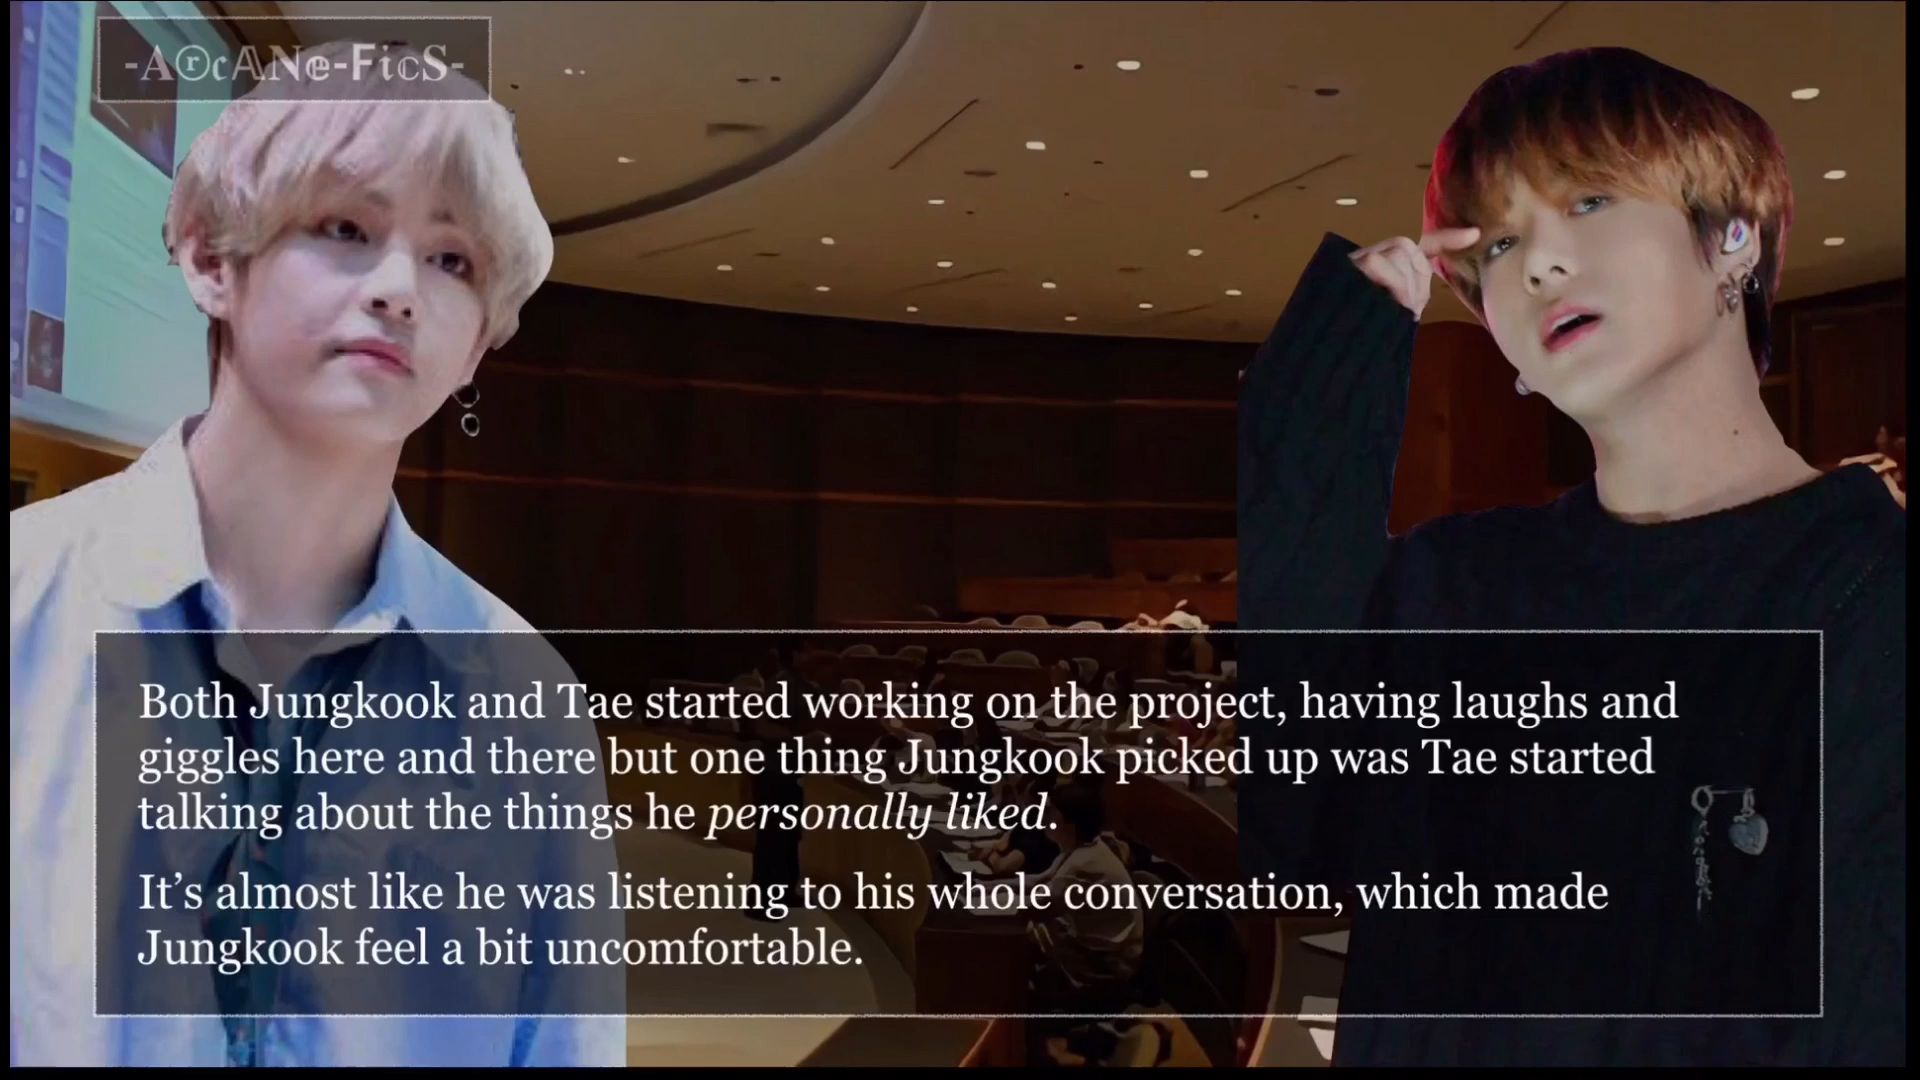 -ArcANe-FicS-
Both Jungkook and Tae started working on the project, having laughs and
giggles here and there but one thing Jungkook picked up was Tae started
talking about the things he personally liked.
It’s almost like he was listening to his whole conversation, which made
Jungkook feel a bit uncomfortable.